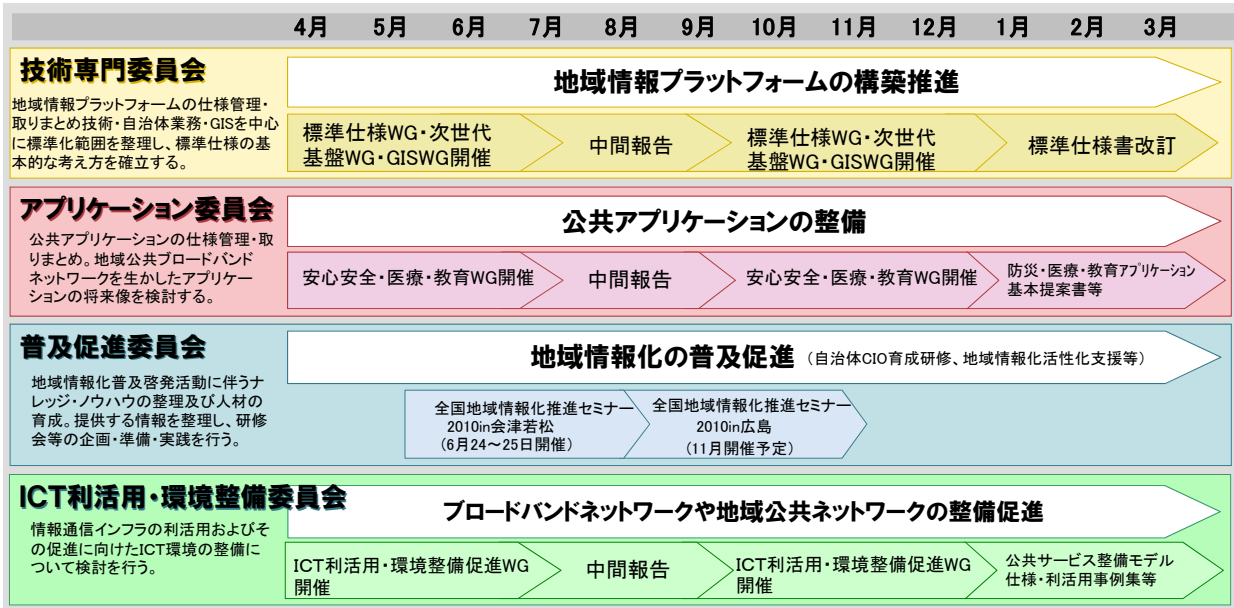 4月 5月 6月 7月 8月 9月 10月 11月 12月 1月 2月 3月
技術専門委員会
地域情報プラットフォームの仕様管理・
取りまとめ技術・自治体業務・GISを中心
に標準化範囲を整理し、標準仕様の基
本的な考え方を確立する。
地域情報プラットフォームの構築推進
標準仕様WG・次世代
基盤WG・GISWG開催
中間報告
標準仕様WG・次世代
基盤WG・GISWG開催
標準仕様書改訂
アプリケーション委員会
公共アプリケーションの仕様管理・取
りまとめ。地域公共ブロードバンド
ネットワークを生かしたアプリケー
ションの将来像を検討する。
公共アプリケーションの整備
安心安全・医療・教育WG開催
中間報告
安心安全・医療・教育WG開催
防災・医療・教育アプリケーション
基本提案書等
普及促進委員会
地域情報化普及啓発活動に伴うナ
レッジ・ノウハウの整理及び人材の
育成。提供する情報を整理し、研修
会等の企画・準備・実践を行う。
地域情報化の普及促進（自治体CIO育成研修、地域情報化活性化支援等）
全国地域情報化推進セミナー
2010in会津若松
（6月24～25日開催）
全国地域情報化推進セミナー
2010in広島
（11月開催予定）
ICT利活用・環境整備委員会
情報通信インフラの利活用およびそ
の促進に向けたICT環境の整備に
ついて検討を行う。
ブロードバンドネットワークや地域公共ネットワークの整備促進
ICT利活用・環境整備促進WG
開催
中間報告
ICT利活用・環境整備促進WG
開催
公共サービス整備モデル
仕様・利活用事例集等